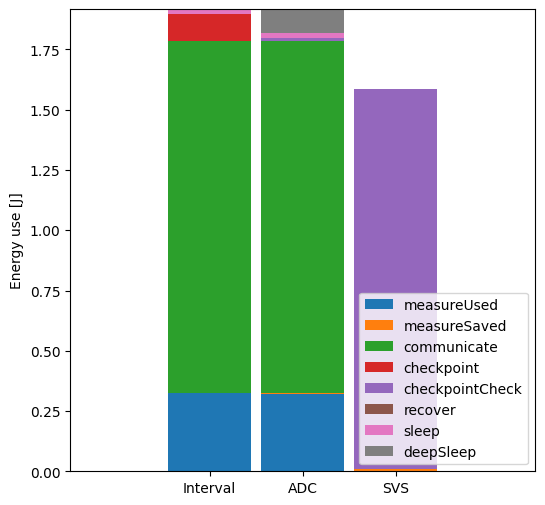 Energy use [J]
1.75
1.50
1.25
1.00
0.75
0.50
0.25
0.00
Interval
ADC
SVS
measureUsed
measureSaved
communicate
checkpoint
checkpointCheck
recover
sleep
deepSleep